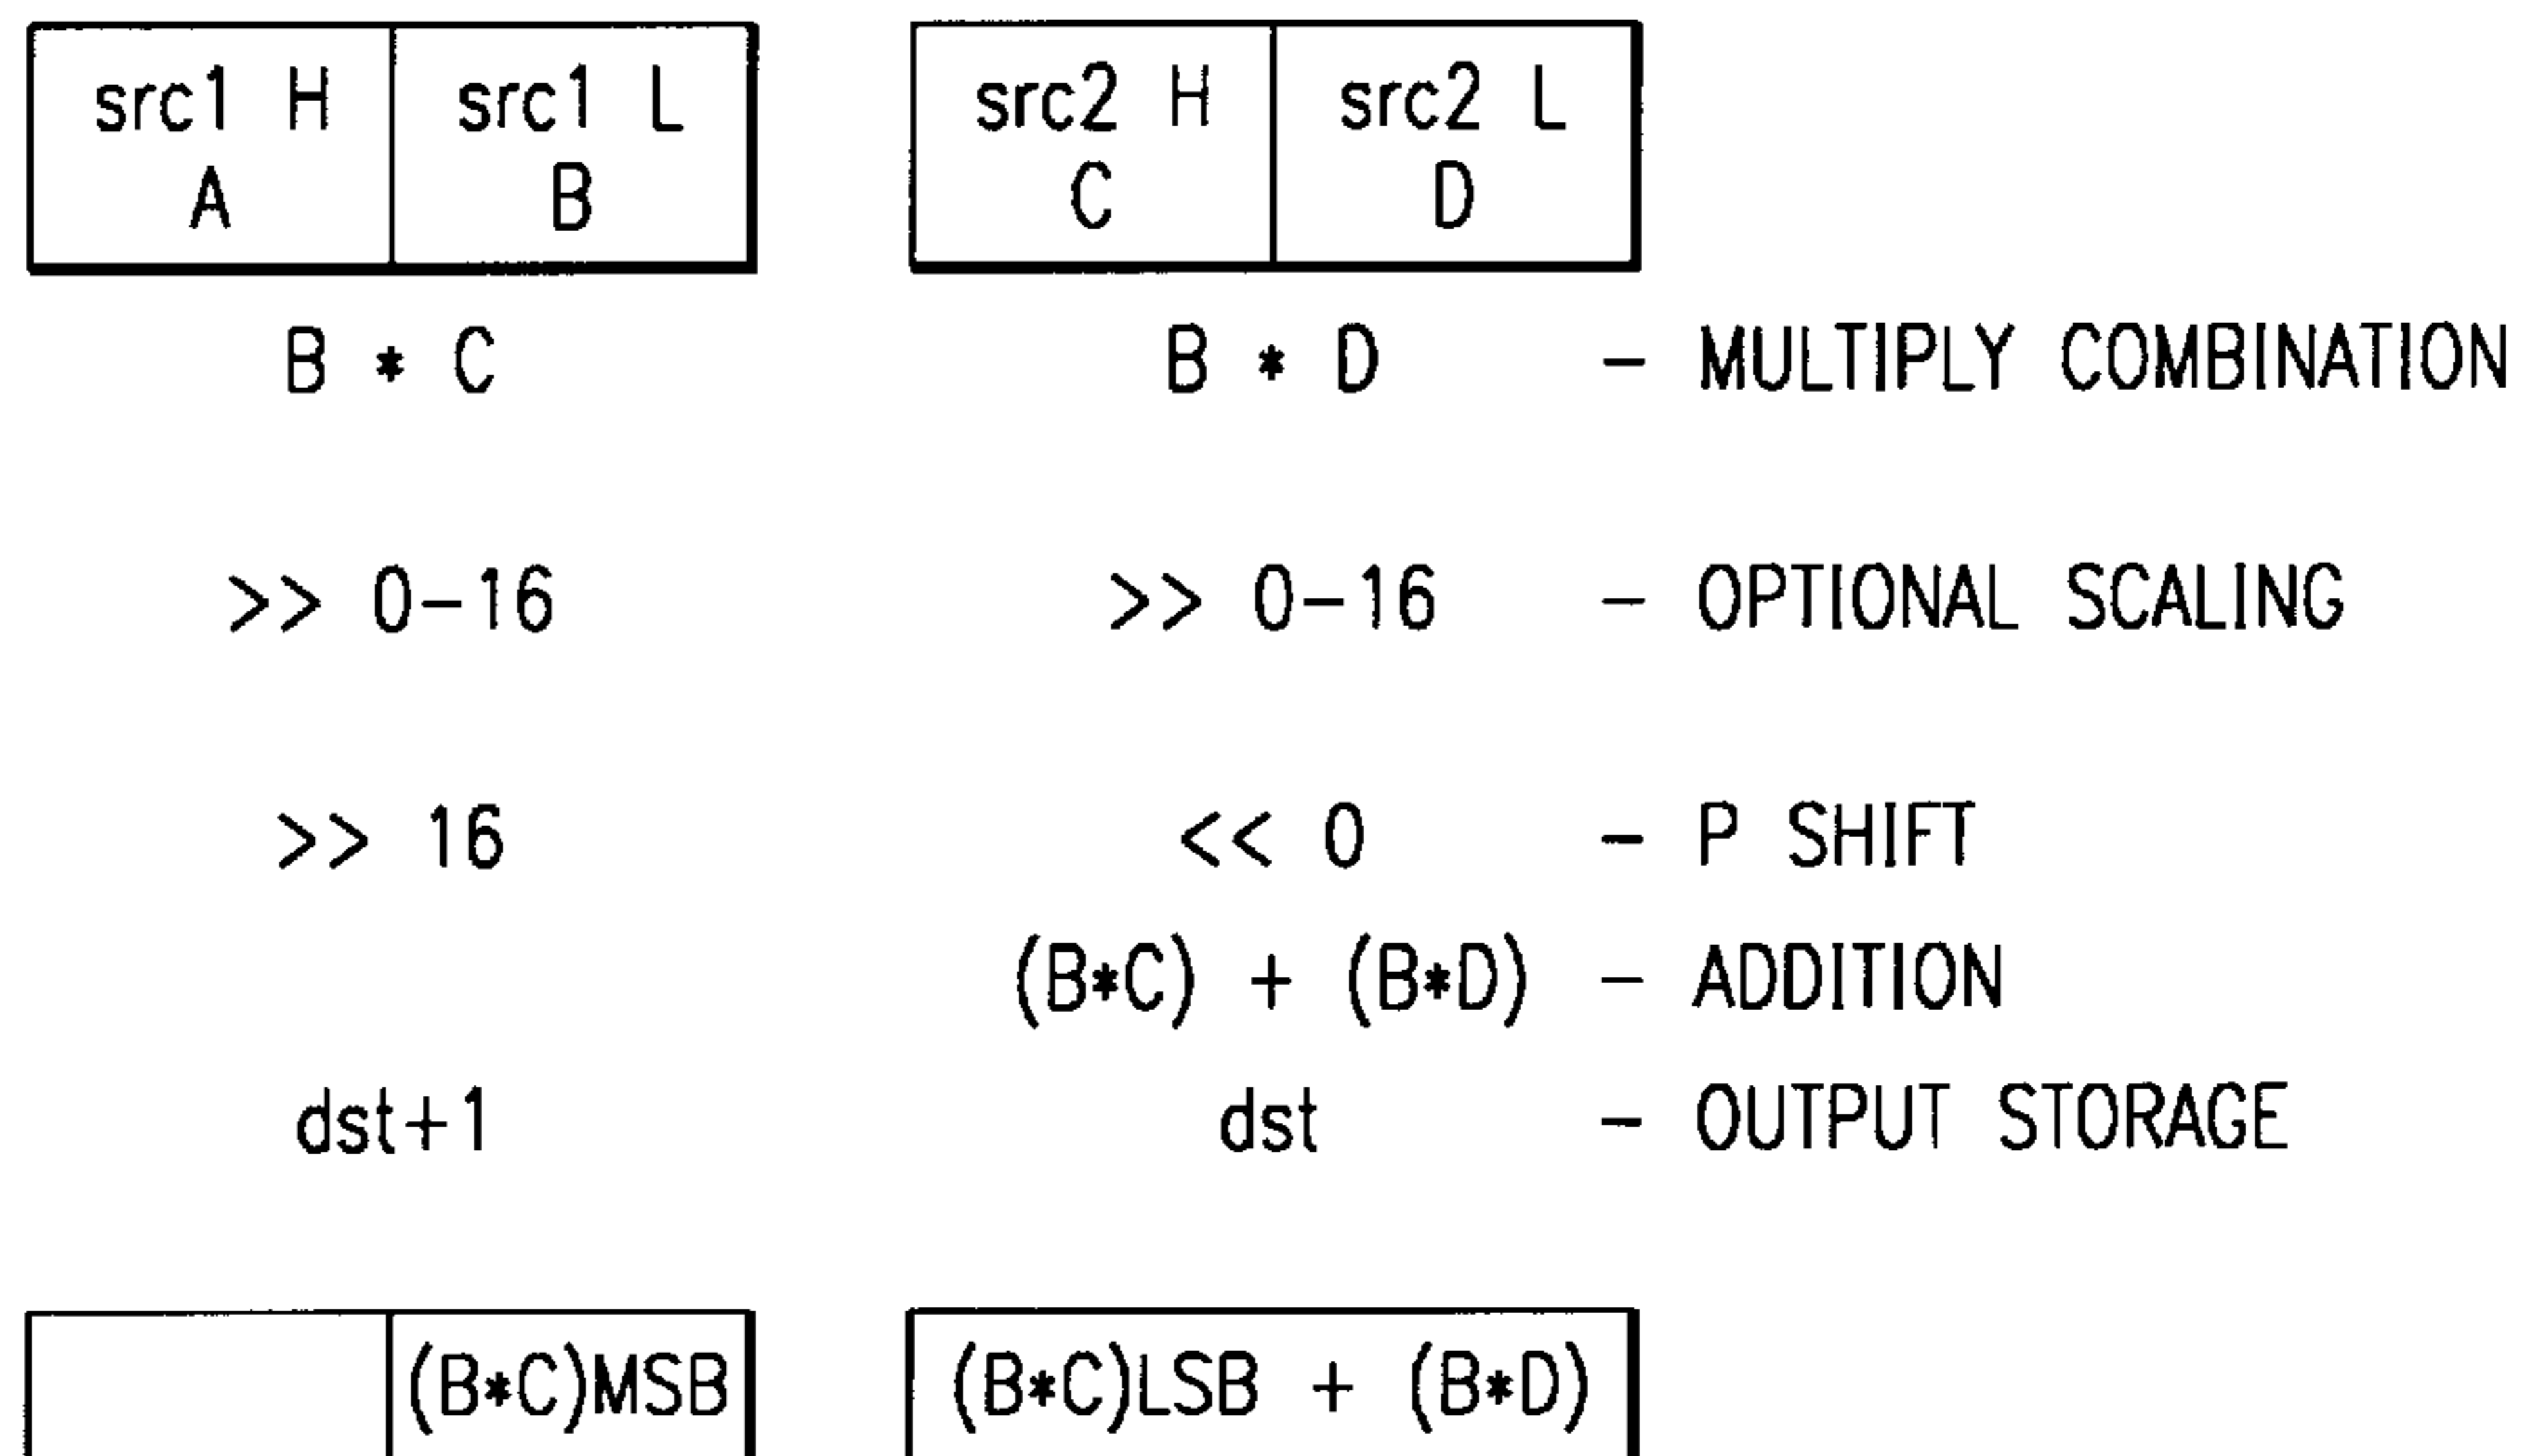 src1 H src1 L src2 H src2 L
A B C D
B * C B * D – MULTIPLY COMBINATION
>> 0–16 >> 0–16 – OPTIONAL SCALING
>> 16 << 0 – P SHIFT
(B*C) + (B*D) – ADDITION
dst+1 dst – OUTPUT STORAGE
(B*C)MSB (B*C)LSB + (B*D)